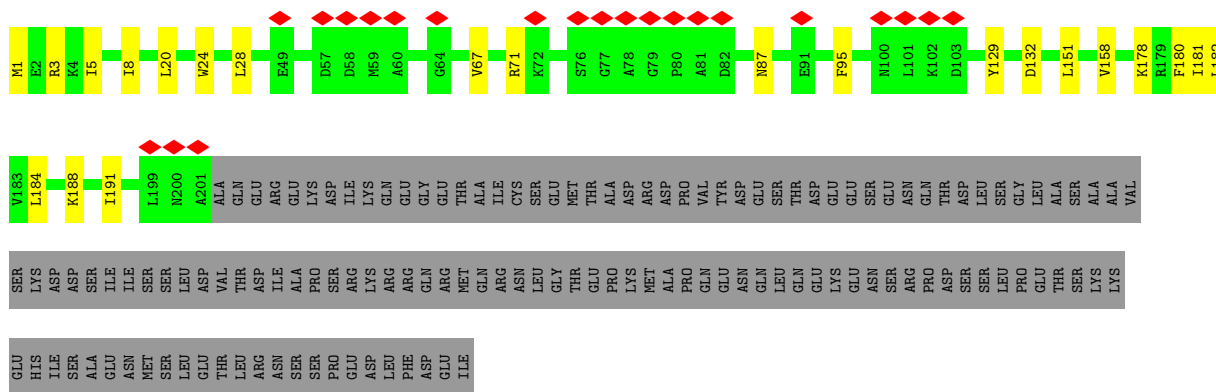 M1 E2 R3 K4 I5 I8 L20 W24 L28 E49 D57 D58 M59 A60 G64 V67 R71 K72 S76 G77 A78 G79 P80 A81 D82 N87 E91 F95 N100 L101 K102 D103 Y129 D132 L151 V158 K178 R179 F180 I181 L182
V183 L184 K188 I191 L199 N200 A201 ALA GLN GLU ARG GLU LYS ASP ILE LYS GLN GLU GLY GLU THR ALA ILE CYS SER GLU MET THR ALA ASP ARG ASP PRO VAL TYR ASP GLU SER THR ASP GLU GLU SER GLU ASN GLN THR ASP LEU SER GLY LEU ALA SER ALA ALA VAL
SER LYS ASP ASP SER ILE ILE SER SER LEU ASP VAL THR ASP ILE ALA PRO SER ARG LYS ARG ARG GLN ARG MET GLN ARG ASN LEU GLY THR GLU PRO LYS MET ALA PRO GLN GLU ASN GLN LEU GLN GLU LYS GLU ASN SER ARG PRO ASP SER SER LEU PRO GLU THR SER LYS LYS
GLU HIS ILE SER ALA GLU ASN MET SER LEU GLU THR LEU ARG ASN SER SER PRO GLU ASP LEU PHE ASP GLU ILE